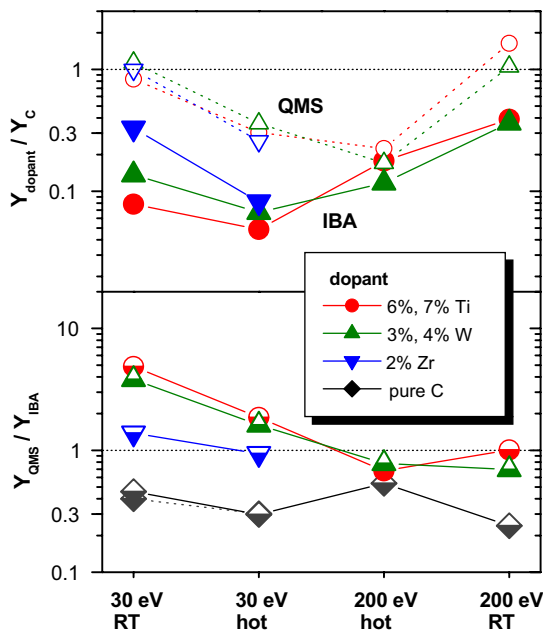 Y_dopant / Y_C
1
0.3
0.1
QMS
IBA
dopant
6%, 7% Ti
3%, 4% W
2% Zr
pure C
Y_QMS / Y_IBA
10
1
0.3
0.1
30 eV
RT
30 eV
hot
200 eV
hot
200 eV
RT